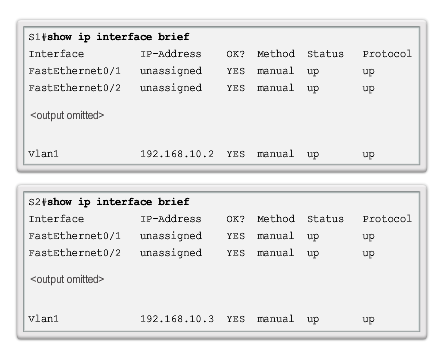 S1#show ip interface brief
Interface IP-Address OK? Method Status Protocol
FastEthernet0/1 unassigned YES manual up up
FastEthernet0/2 unassigned YES manual up up
<output omitted>
Vlan1 192.168.10.2 YES manual up up
S2#show ip interface brief
Interface IP-Address OK? Method Status Protocol
FastEthernet0/1 unassigned YES manual up up
FastEthernet0/2 unassigned YES manual up up
<output omitted>
Vlan1 192.168.10.3 YES manual up up